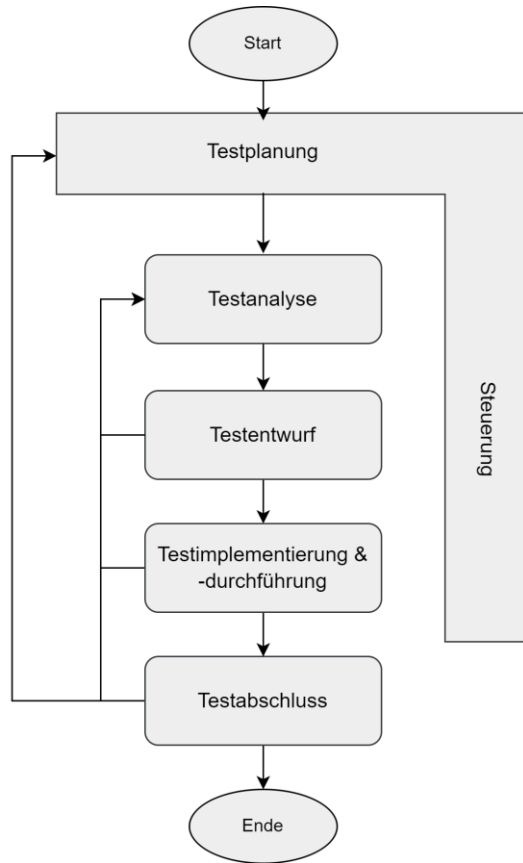 Start
Testplanung
Testanalyse
Steuerung
Testentwurf
Testimplementierung &
-durchführung
Testabschluss
Ende